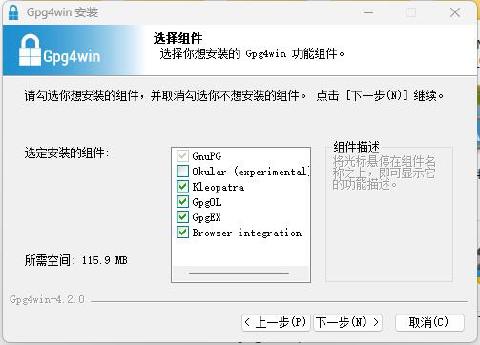 Gpg4win 安装
Gpg4win
选择组件
选择你想安装的 Gpg4win 功能组件。
请勾选你想安装的组件，并取消勾选你不想安装的组件。 点击 [下一步(N)] 继续。
选定安装的组件:
GnuPG
Okular (experimental)
Kleopatra
GpgOL
GpgEX
Browser integration
组件描述
将光标悬停在组件名
称之上，即可显示它
的功能描述。
所需空间: 115.9 MB
Gpg4win-4.2.0
< 上一步(P)
下一步(N) >
取消(C)